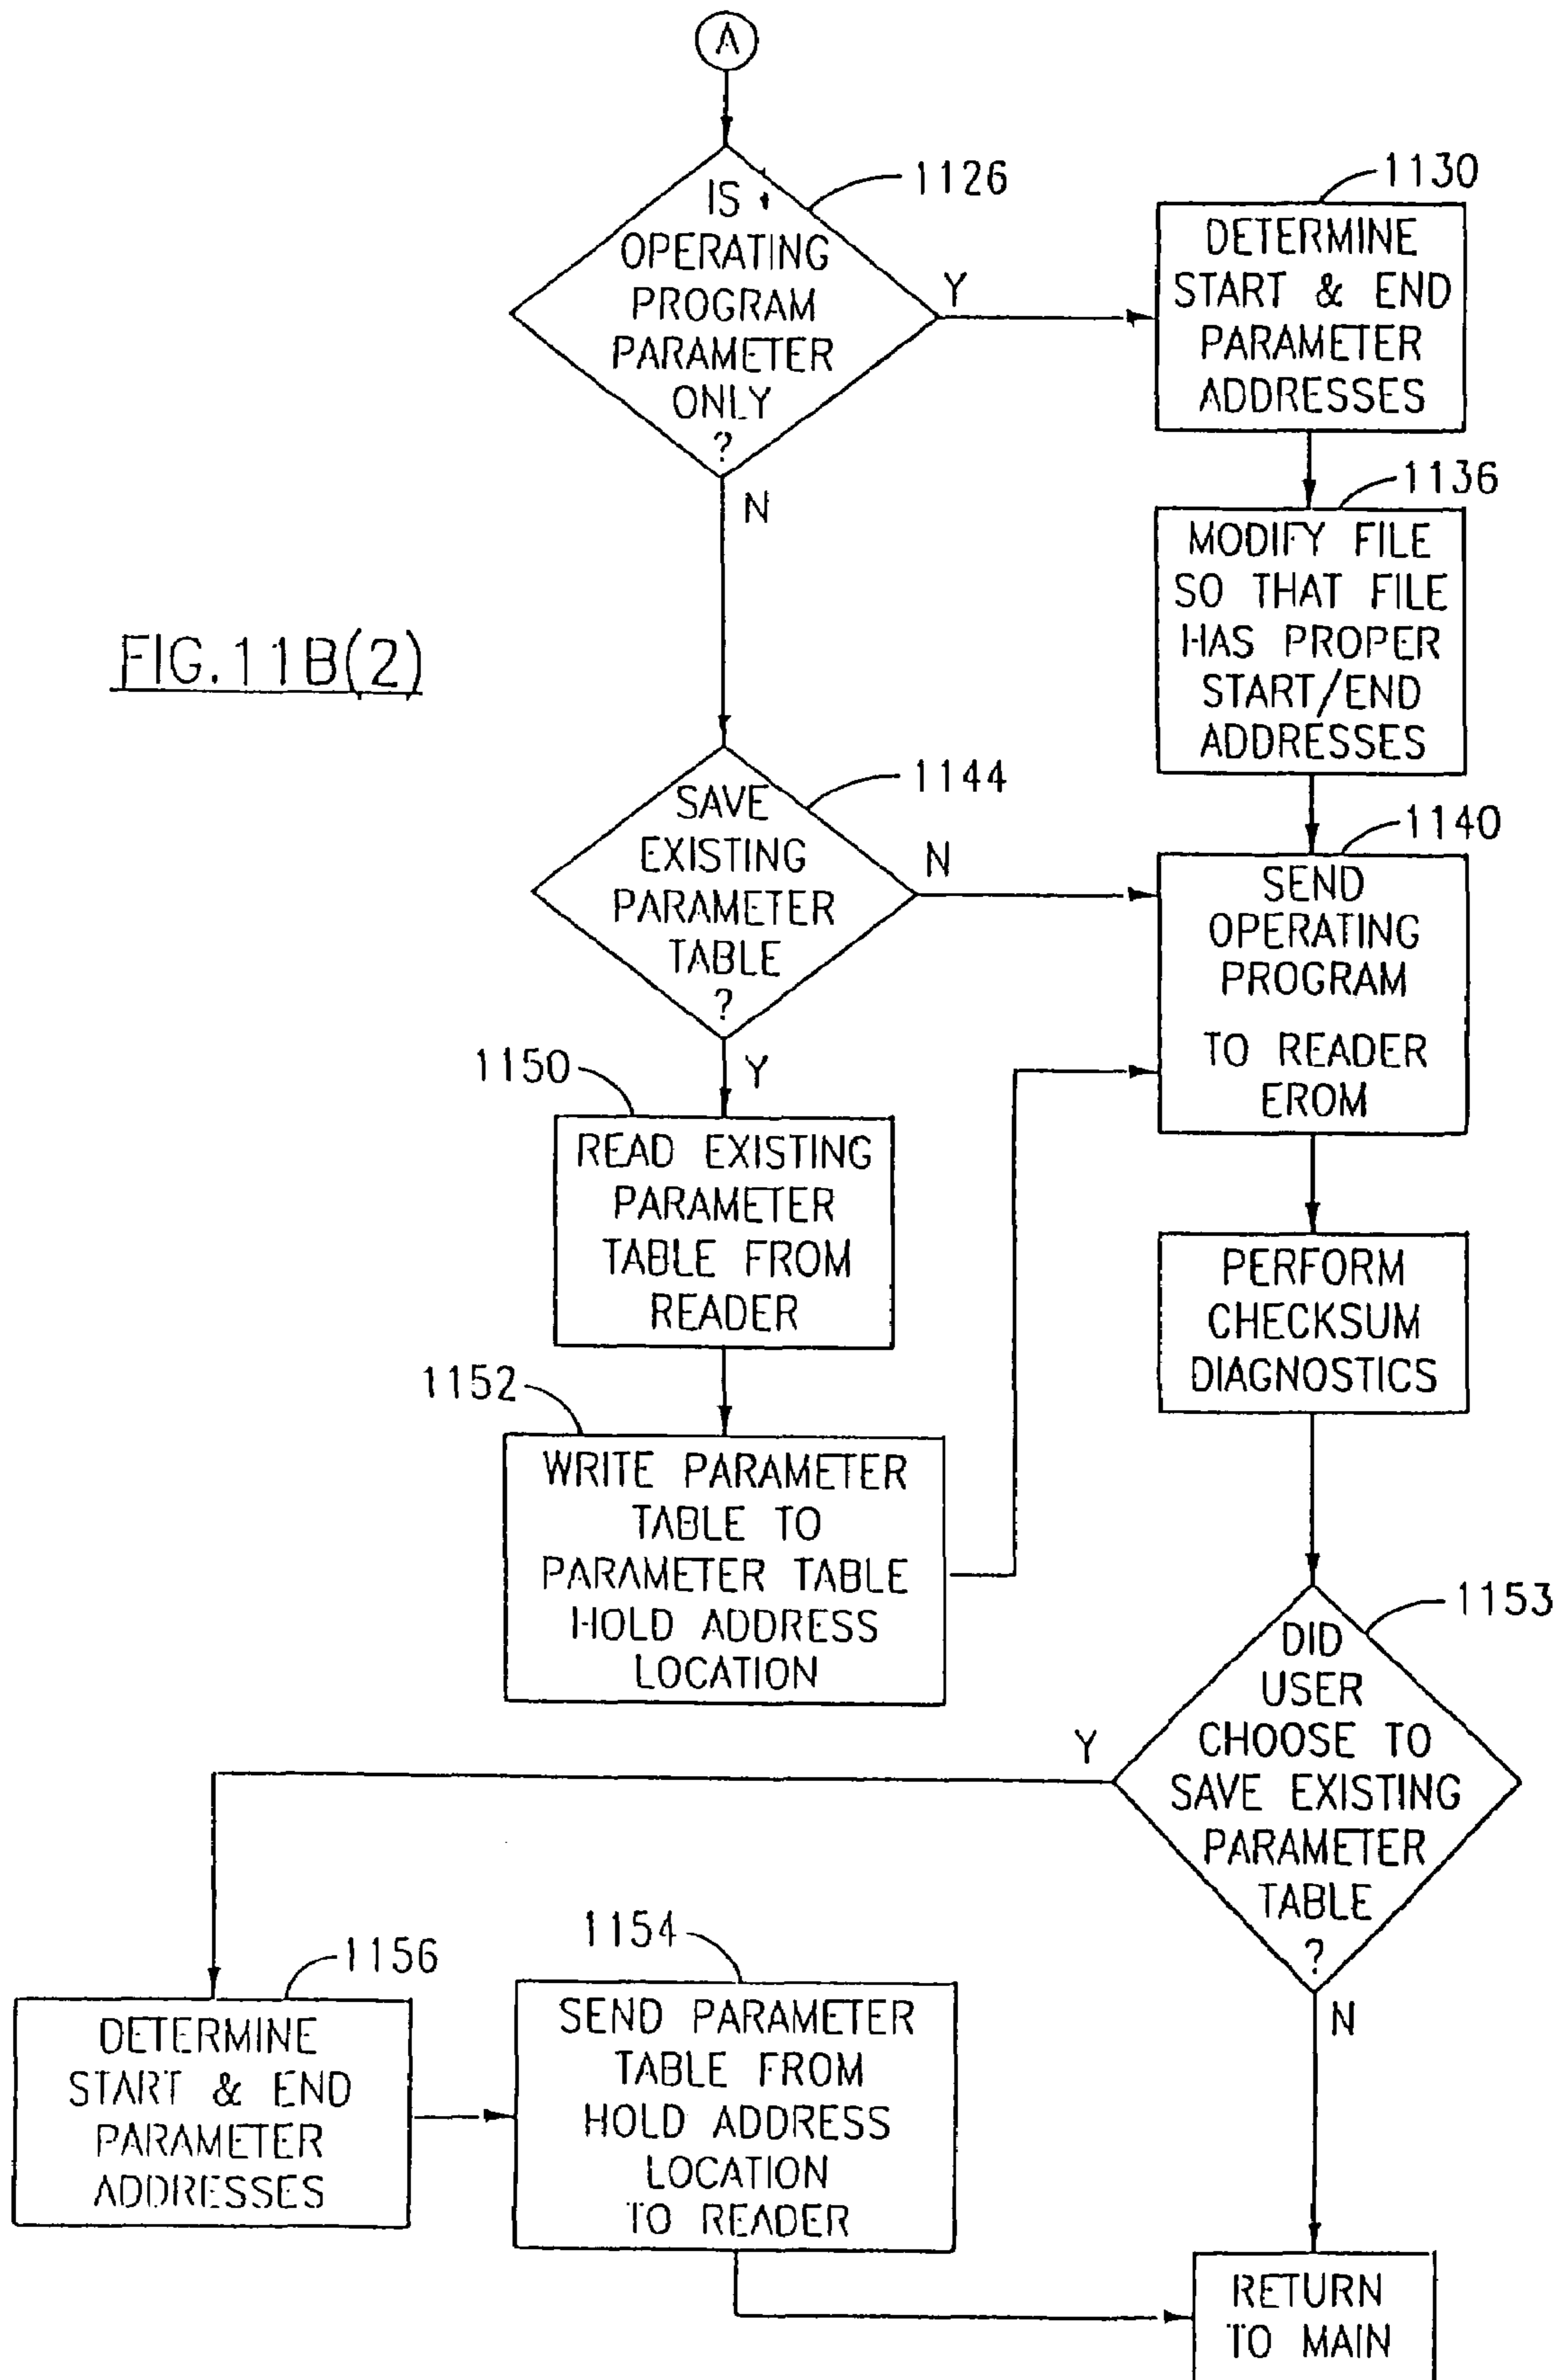 A
IS
OPERATING
PROGRAM
PARAMETER
ONLY
?
1126
Y
N
1130
DETERMINE
START & END
PARAMETER
ADDRESSES
1136
MODIFY FILE
SO THAT FILE
HAS PROPER
START/END
ADDRESSES
FIG.11B(2)
SAVE
EXISTING
PARAMETER
TABLE
?
1144
N
Y
1140
SEND
OPERATING
PROGRAM
TO READER
EROM
1150
READ EXISTING
PARAMETER
TABLE FROM
READER
PERFORM
CHECKSUM
DIAGNOSTICS
1152
WRITE PARAMETER
TABLE TO
PARAMETER TABLE
HOLD ADDRESS
LOCATION
1153
DID
USER
CHOOSE TO
SAVE EXISTING
PARAMETER
TABLE
?
Y
N
1156
DETERMINE
START & END
PARAMETER
ADDRESSES
1154
SEND PARAMETER
TABLE FROM
HOLD ADDRESS
LOCATION
TO READER
RETURN
TO MAIN